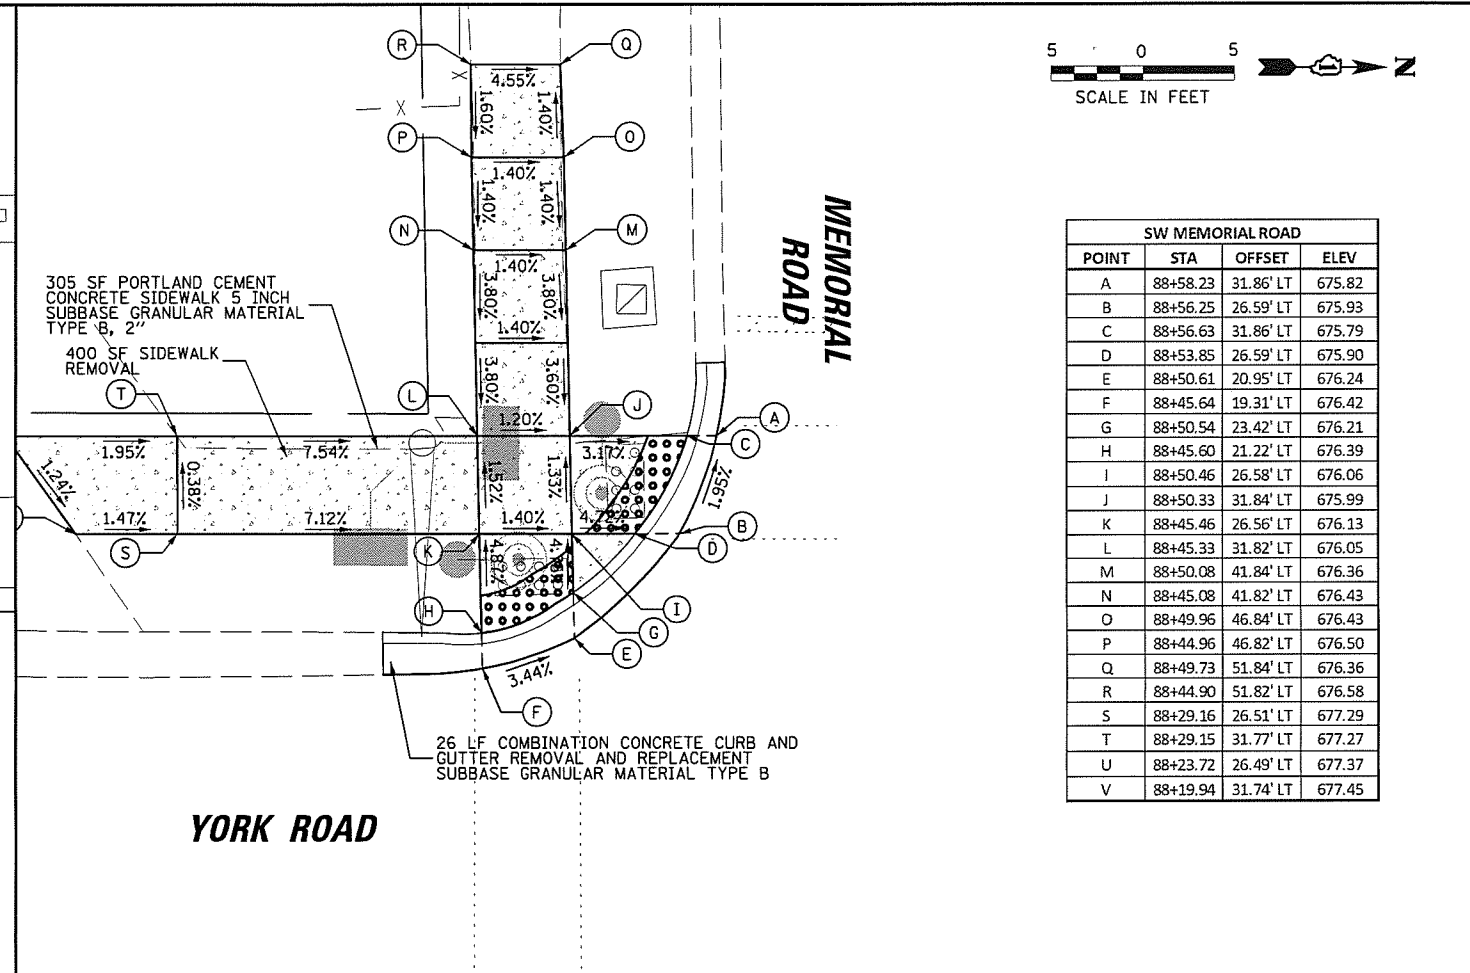 R
Q
4.55%
1.60%
1.40%
P
O
1.40%
1.40%
1.40%
N
M
1.40%
3.80%
3.80%
1.40%
3.80%
3.60%
305 SF PORTLAND CEMENT
CONCRETE SIDEWALK 5 INCH
SUBBASE GRANULAR MATERIAL
TYPE B, 2"
400 SF SIDEWALK
REMOVAL
T
L
J
A
1.20%
C
1.95%
7.54%
3.17%
1.24%
0.38%
1.52%
1.33%
1.95%
1.47%
7.12%
1.40%
B
S
K
D
4.87%
H
I
G
E
3.44%
F
26 LF COMBINATION CONCRETE CURB AND
GUTTER REMOVAL AND REPLACEMENT
SUBBASE GRANULAR MATERIAL TYPE B
YORK ROAD
MEMORIAL
ROAD
5 0 5
SCALE IN FEET
N
SW MEMORIAL ROAD
POINT STA OFFSET ELEV
A 88+58.23 31.86' LT 675.82
B 88+56.25 26.59' LT 675.93
C 88+56.63 31.86' LT 675.79
D 88+53.85 26.59' LT 675.90
E 88+50.61 20.95' LT 676.24
F 88+45.64 19.31' LT 676.42
G 88+50.54 23.42' LT 676.21
H 88+45.60 21.22' LT 676.39
I 88+50.46 26.58' LT 676.06
J 88+50.33 31.84' LT 675.99
K 88+45.46 26.56' LT 676.13
L 88+45.33 31.82' LT 676.05
M 88+50.08 41.84' LT 676.36
N 88+45.08 41.82' LT 676.43
O 88+49.96 46.84' LT 676.43
P 88+44.96 46.82' LT 676.50
Q 88+49.73 51.84' LT 676.36
R 88+44.90 51.82' LT 676.58
S 88+29.16 26.51' LT 677.29
T 88+29.15 31.77' LT 677.27
U 88+23.72 26.49' LT 677.37
V 88+19.94 31.74' LT 677.45